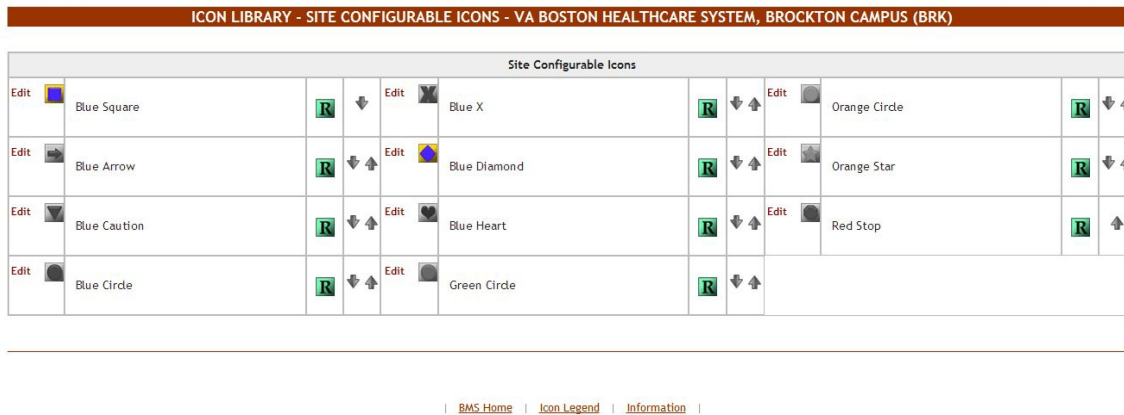 ICON LIBRARY - SITE CONFIGURABLE ICONS - VA BOSTON HEALTHCARE SYSTEM, BROCKTON CAMPUS (BRK)
Site Configurable Icons
Edit Blue Square R Edit Blue X R Edit Orange Circle R
Edit Blue Arrow R Edit Blue Diamond R Edit Orange Star R
Edit Blue Caution R Edit Blue Heart R Edit Red Stop R
Edit Blue Circle R Edit Green Circle R
| BMS Home | Icon Legend | Information |